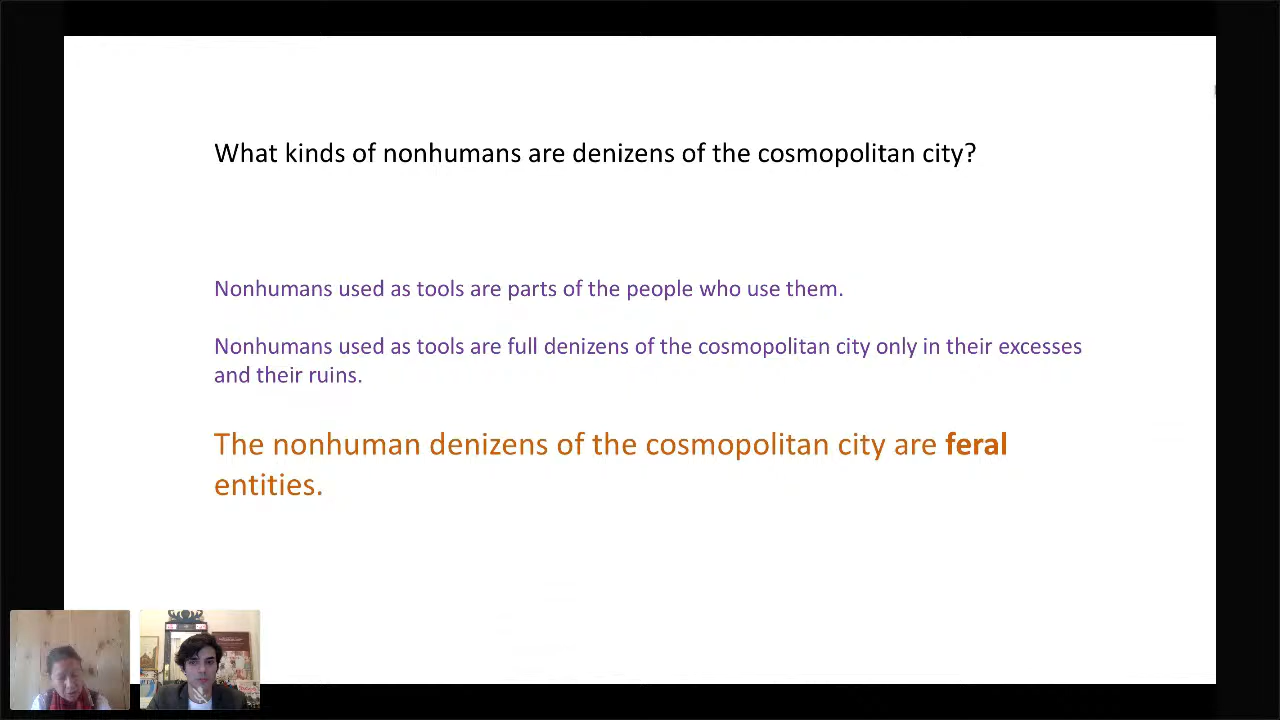 What kinds of nonhumans are denizens of the cosmopolitan city?
Nonhumans used as tools are parts of the people who use them.
Nonhumans used as tools are full denizens of the cosmopolitan city only in their excesses
and their ruins.
The nonhuman denizens of the cosmopolitan city are feral
entities.